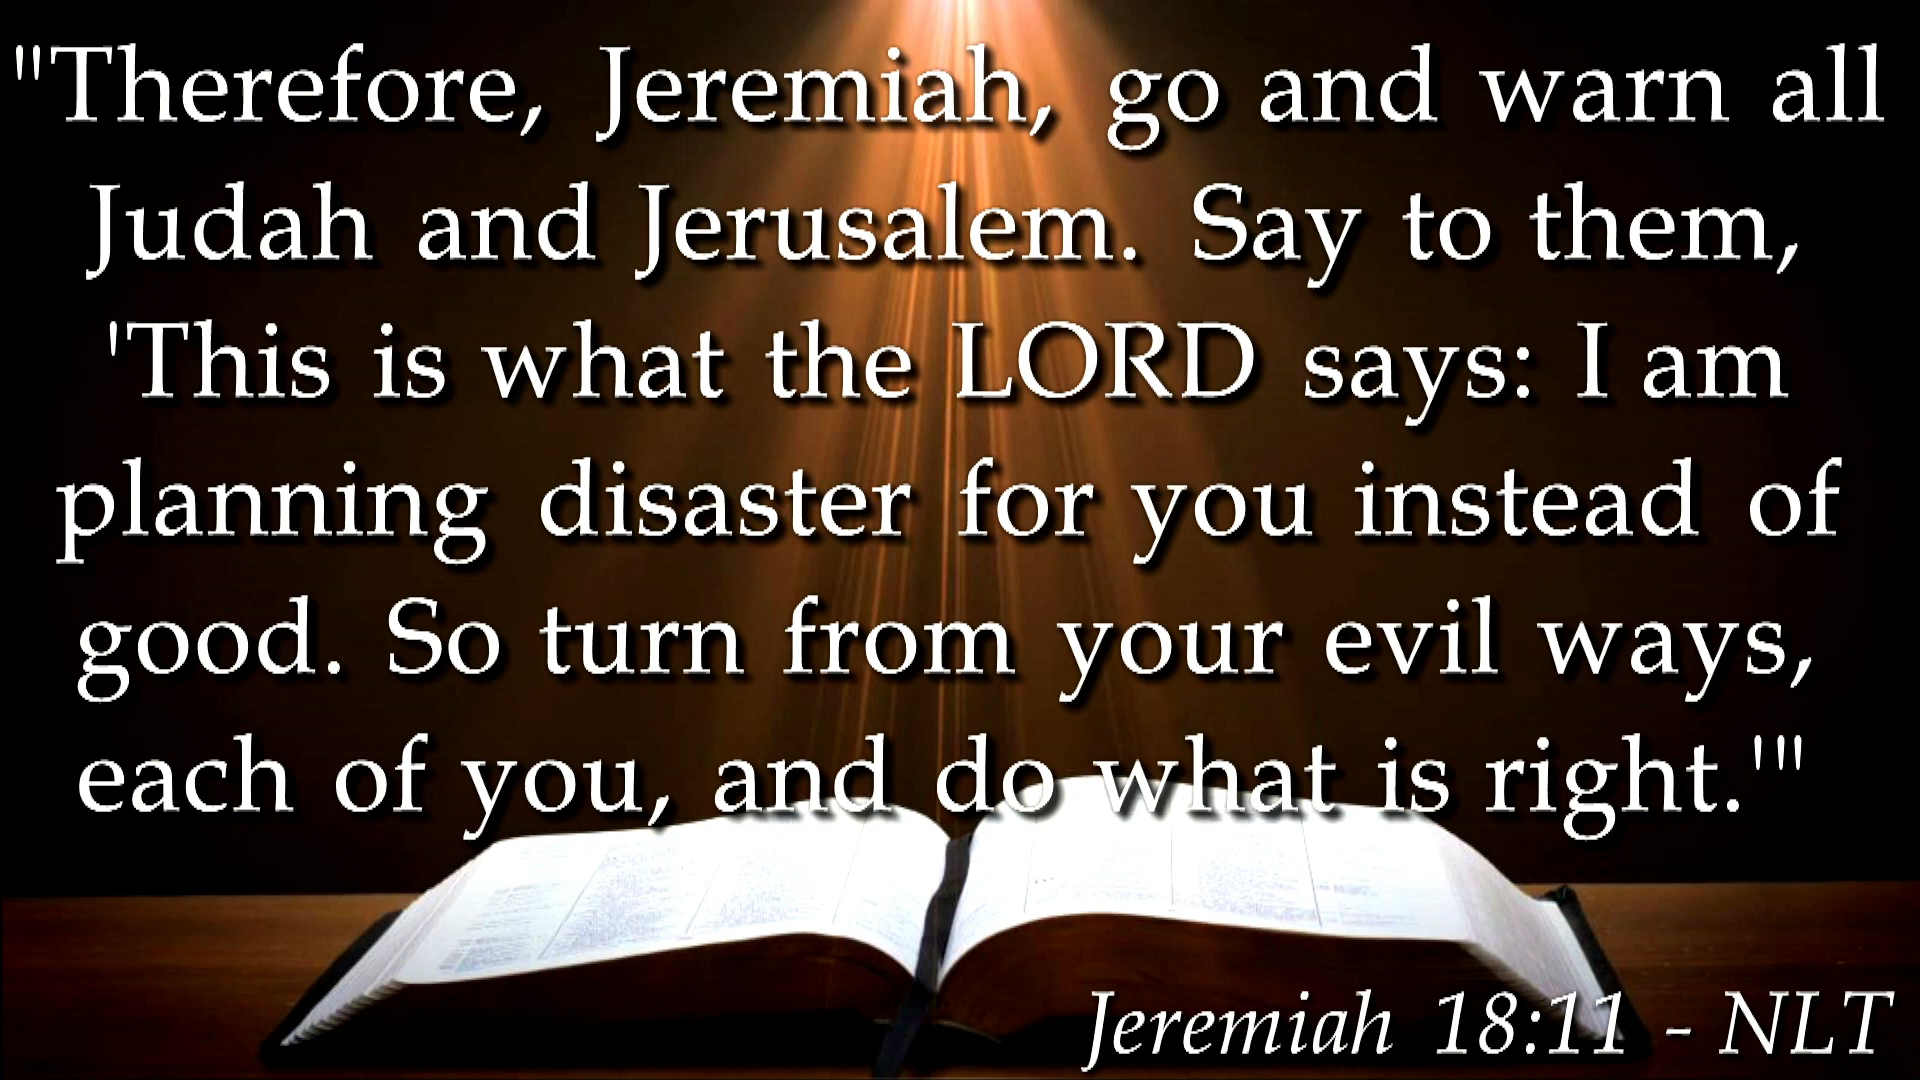 "Therefore, Jeremiah, go and warn all
Judah and Jerusalem. Say to them,
'This is what the LORD says: I am
planning disaster for you instead of
good. So turn from your evil ways,
each of you, and do what is right.'"
Jeremiah 18:11 - NLT